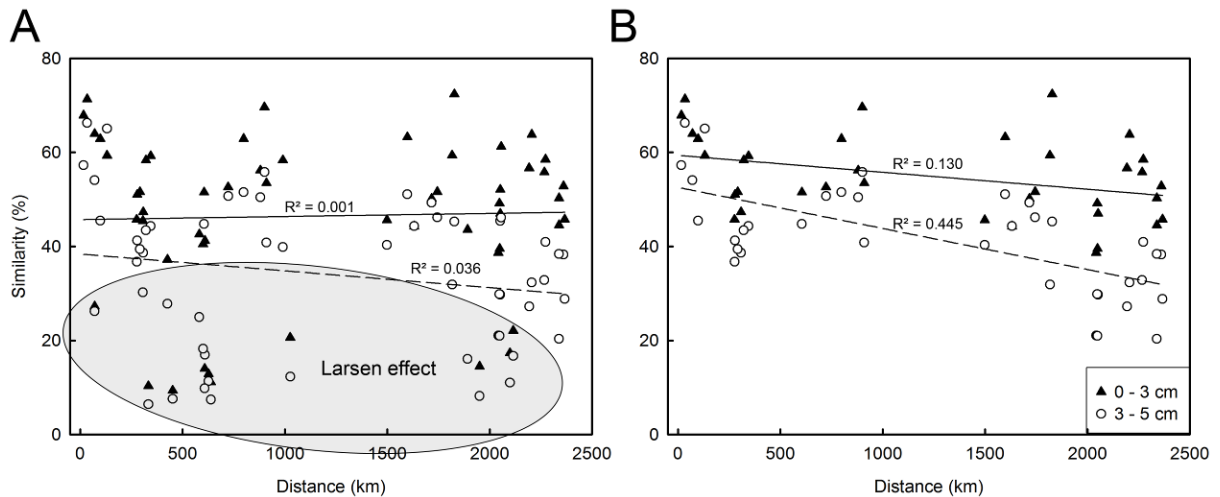 A
B
80
60
40
20
0
Similarity (%)
R² = 0.001
R² = 0.036
Larsen effect
0 500 1000 1500 2000 2500
Distance (km)
80
60
40
20
0
R² = 0.130
R² = 0.445
0 - 3 cm
3 - 5 cm
0 500 1000 1500 2000 2500
Distance (km)